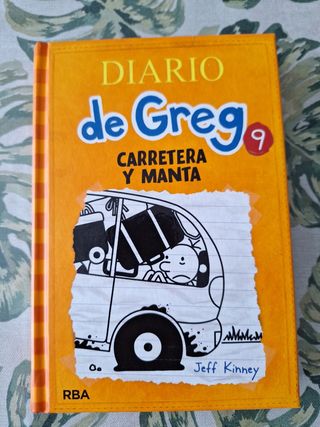 DIARIO
de Greg 9
CARRETERA
Y MANTA
Jeff Kinney
RBA